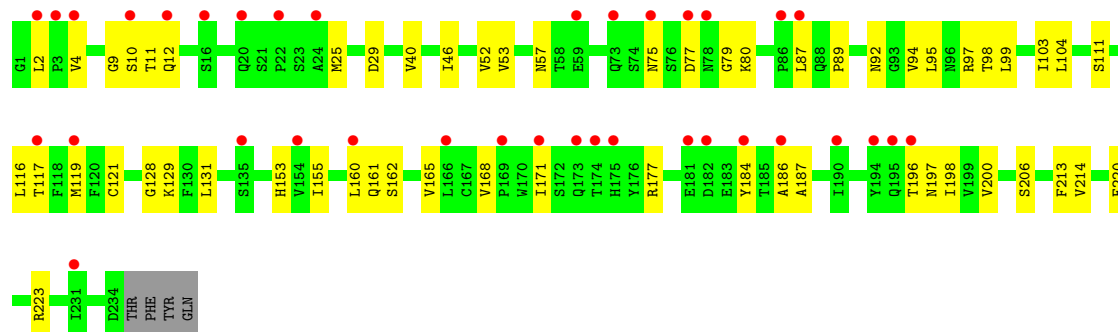 G1 L2 P3 V4 G9 S10 T11 Q12 S16 Q20 S21 P22 S23 A24 M25 D29 V40 I46 V52 V53 N57 T58 E59 Q73 S74 N75 S76 D77 N78 G79 K80 P86 L87 Q88 P89 N92 G93 V94 L95 N96 R97 T98 L99 I103 L104 S111
L116 T117 F118 M119 F120 C121 G128 K129 F130 L131 S135 H153 V154 I155 L160 Q161 S162 V165 L166 C167 V168 P169 W170 I171 S172 Q173 T174 H175 Y176 R177 E181 D182 E183 Y184 T185 A186 A187 I190 Y194 Q195 T196 N197 I198 V199 V200 S206 F213 V214
R223 I231 D234 THR PHE TYR GLN